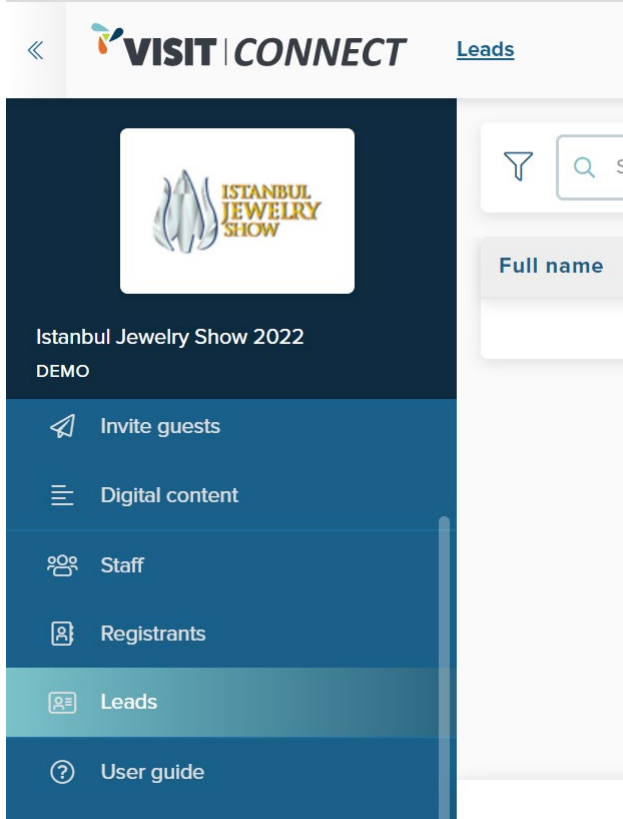 VISIT | CONNECT
Leads
ISTANBUL
JEWELRY
SHOW
Istanbul Jewelry Show 2022
DEMO
Invite guests
Digital content
Staff
Registrants
Leads
User guide
S
Full name